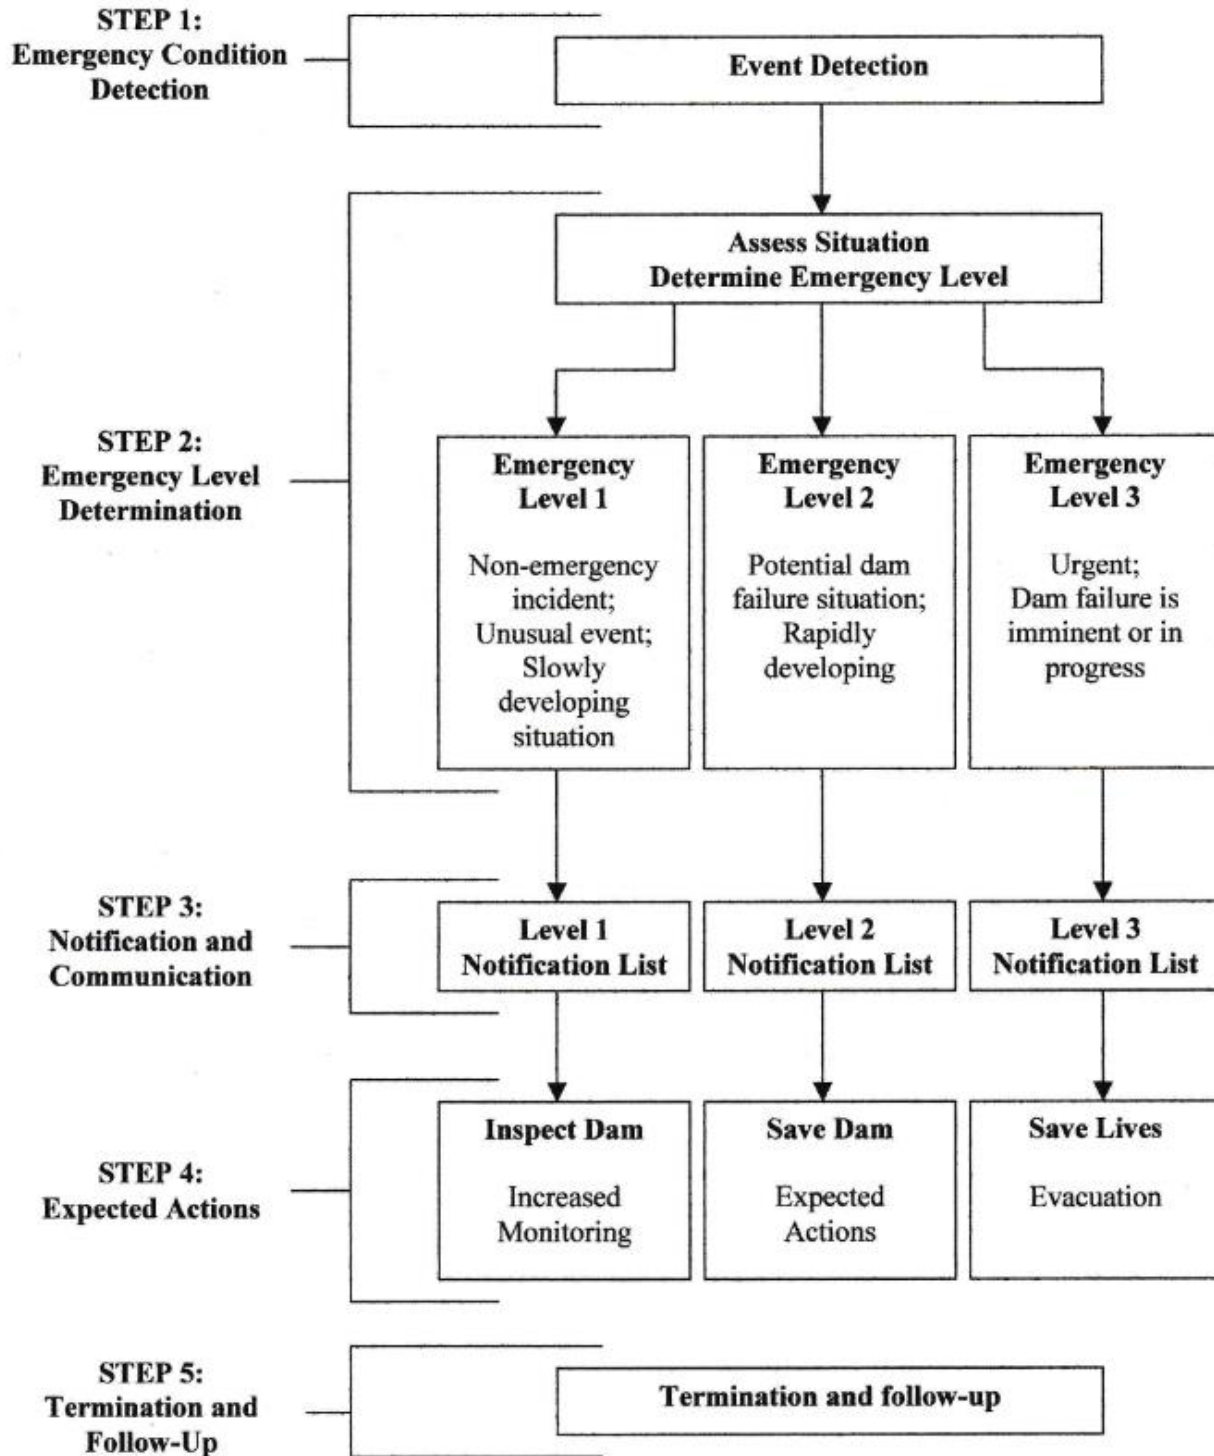 STEP 1:
Emergency Condition
Detection
Event Detection
Assess Situation
Determine Emergency Level
STEP 2:
Emergency Level
Determination
Emergency
Level 1
Non-emergency
incident;
Unusual event;
Slowly
developing
situation
Emergency
Level 2
Potential dam
failure situation;
Rapidly
developing
Emergency
Level 3
Urgent;
Dam failure is
imminent or in
progress
STEP 3:
Notification and
Communication
Level 1
Notification List
Level 2
Notification List
Level 3
Notification List
STEP 4:
Expected Actions
Inspect Dam
Increased
Monitoring
Save Dam
Expected
Actions
Save Lives
Evacuation
STEP 5:
Termination and
Follow-Up
Termination and follow-up